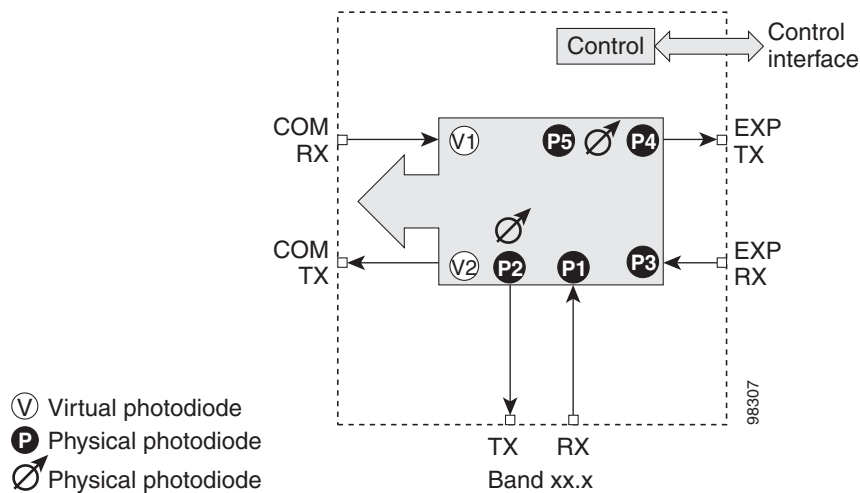 Control
Control
interface
COM
RX
V1
P5
P4
EXP
TX
COM
TX
V2
P2
P1
P3
EXP
RX
98307
V Virtual photodiode
P Physical photodiode
Physical photodiode
TX
RX
Band xx.x